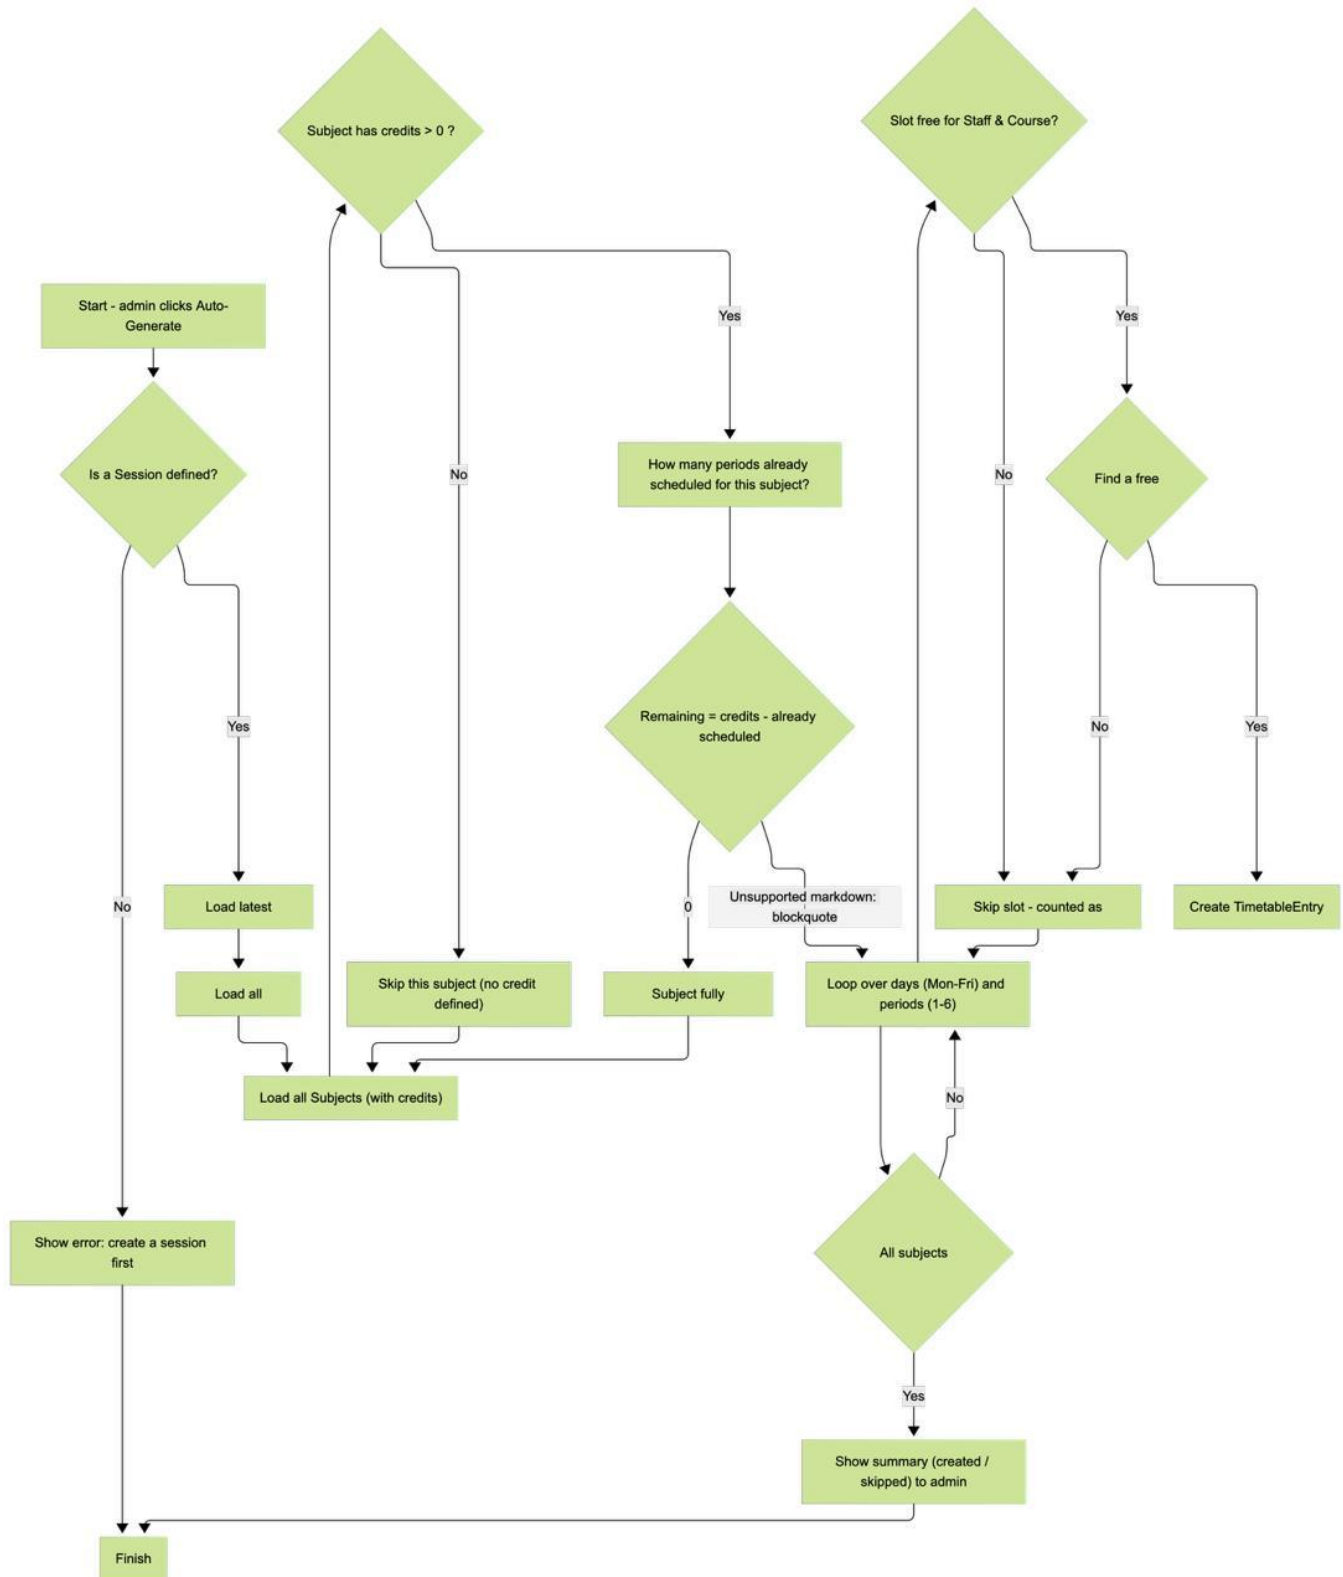 Subject has credits > 0 ?
Slot free for Staff & Course?
Start - admin clicks Auto-
Generate
Yes
Yes
Is a Session defined?
How many periods already
scheduled for this subject?
No
No
Find a free
Remaining = credits - already
scheduled
Yes
No
Yes
No
Load latest
0
Unsupported markdown:
blockquote
Skip slot - counted as
Create TimetableEntry
Load all
Skip this subject (no credit
defined)
Subject fully
Loop over days (Mon-Fri) and
periods (1-6)
Load all Subjects (with credits)
No
Show error: create a session
first
All subjects
Yes
Show summary (created /
skipped) to admin
Finish